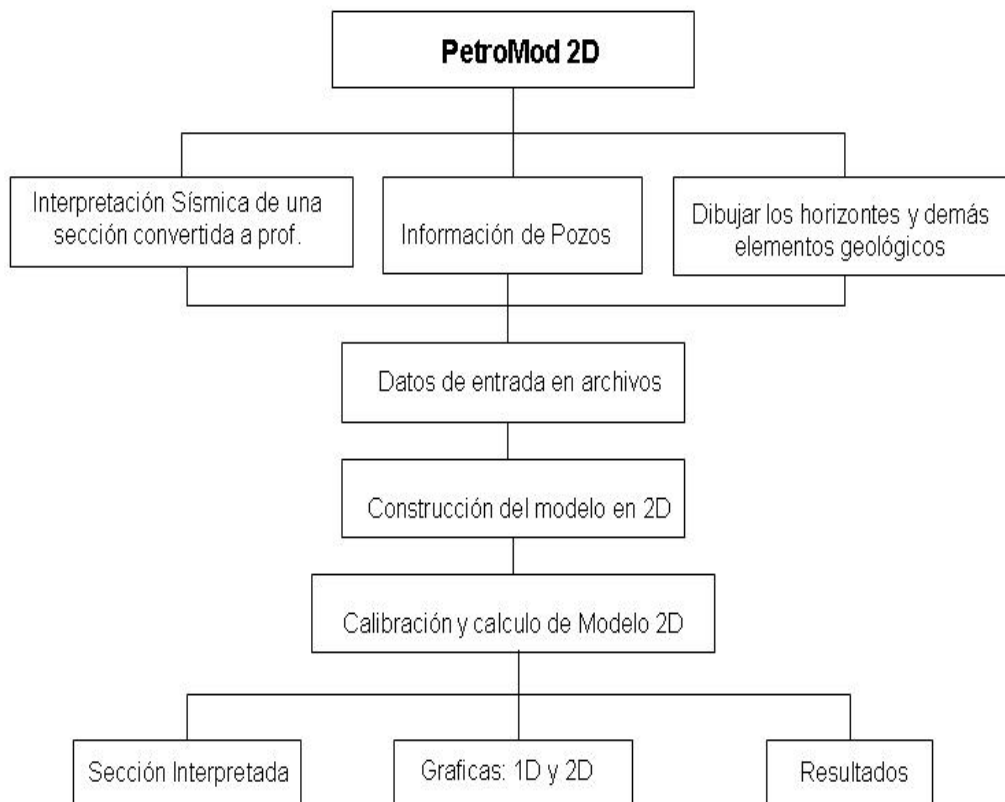 PetroMod 2D
Interpretación Sísmica de una
sección convertida a prof.
Información de Pozos
Dibujar los horizontes y demás
elementos geológicos
Datos de entrada en archivos
Construcción del modelo en 2D
Calibración y calculo de Modelo 2D
Sección Interpretada
Graficas: 1D y 2D
Resultados